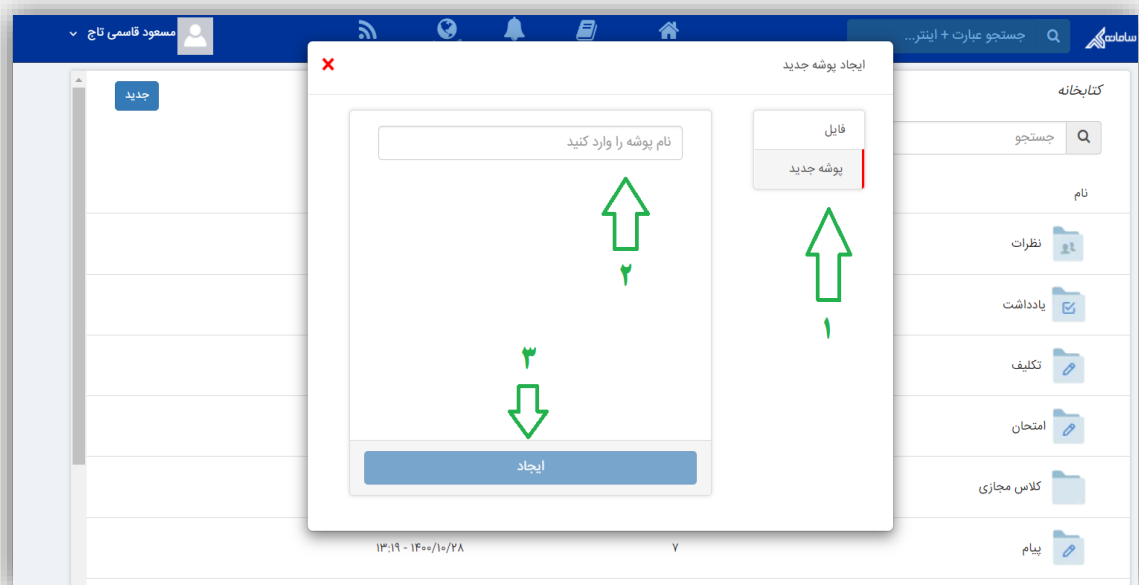 سامانه
جستجو عبارت + اینتر...
مسعود قاسمی تاج
کتابخانه
جدید
جستجو
نام
نظرات
یادداشت
تکلیف
امتحان
کلاس مجازی
پیام
۷
۱۴۰۰/۱۰/۲۸ - ۱۳:۱۹
ایجاد پوشه جدید
فایل
پوشه جدید
نام پوشه را وارد کنید
۱
۲
۳
ایجاد